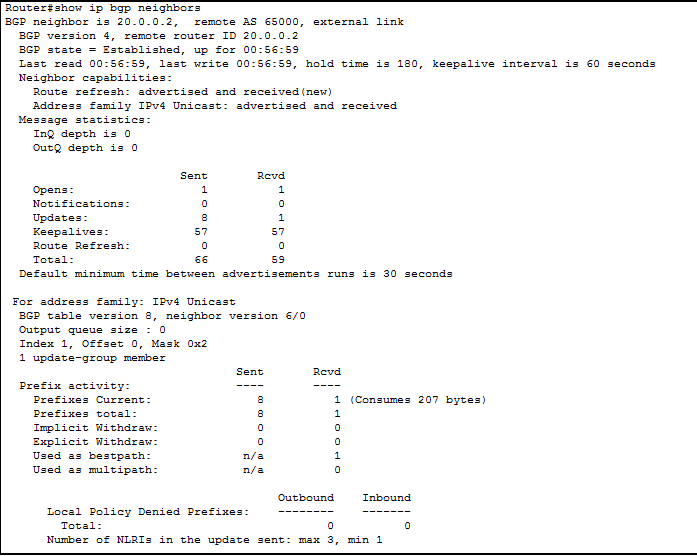 Router#show ip bgp neighbors
BGP neighbor is 20.0.0.2,  remote AS 65000, external link
  BGP version 4, remote router ID 20.0.0.2
  BGP state = Established, up for 00:56:59
  Last read 00:56:59, last write 00:56:59, hold time is 180, keepalive interval is 60 seconds
  Neighbor capabilities:
    Route refresh: advertised and received(new)
    Address family IPv4 Unicast: advertised and received
  Message statistics:
    InQ depth is 0
    OutQ depth is 0
                         Sent       Rcvd
    Opens:                  1          1
    Notifications:          0          0
    Updates:                8          1
    Keepalives:            57         57
    Route Refresh:          0          0
    Total:                 66         59
  Default minimum time between advertisements runs is 30 seconds
 For address family: IPv4 Unicast
  BGP table version 8, neighbor version 6/0
  Output queue size : 0
  Index 1, Offset 0, Mask 0x2
  1 update-group member
                                 Sent       Rcvd
  Prefix activity:               ----       ----
    Prefixes Current:               8          1 (Consumes 207 bytes)
    Prefixes total:                 8          1
    Implicit Withdraw:              0          0
    Explicit Withdraw:              0          0
    Used as bestpath:             n/a          1
    Used as multipath:            n/a          0
                                       Outbound    Inbound
      Local Policy Denied Prefixes:    --------    -------
        Total:                                0          0
      Number of NLRIs in the update sent: max 3, min 1